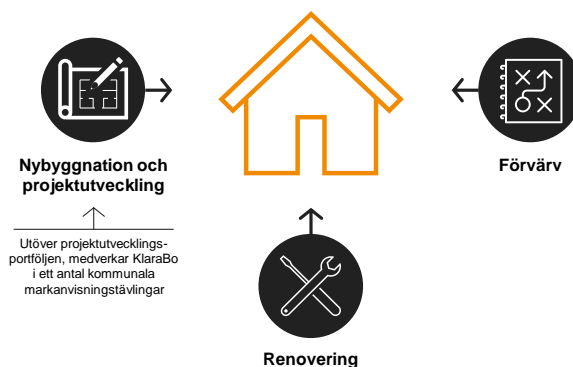 Nybyggnation och
projektutveckling
Utöver projektutvecklings-
portföljen, medverkar KlaraBo
i ett antal kommunala
markanvisningstävlingar
Förvärv
Renovering